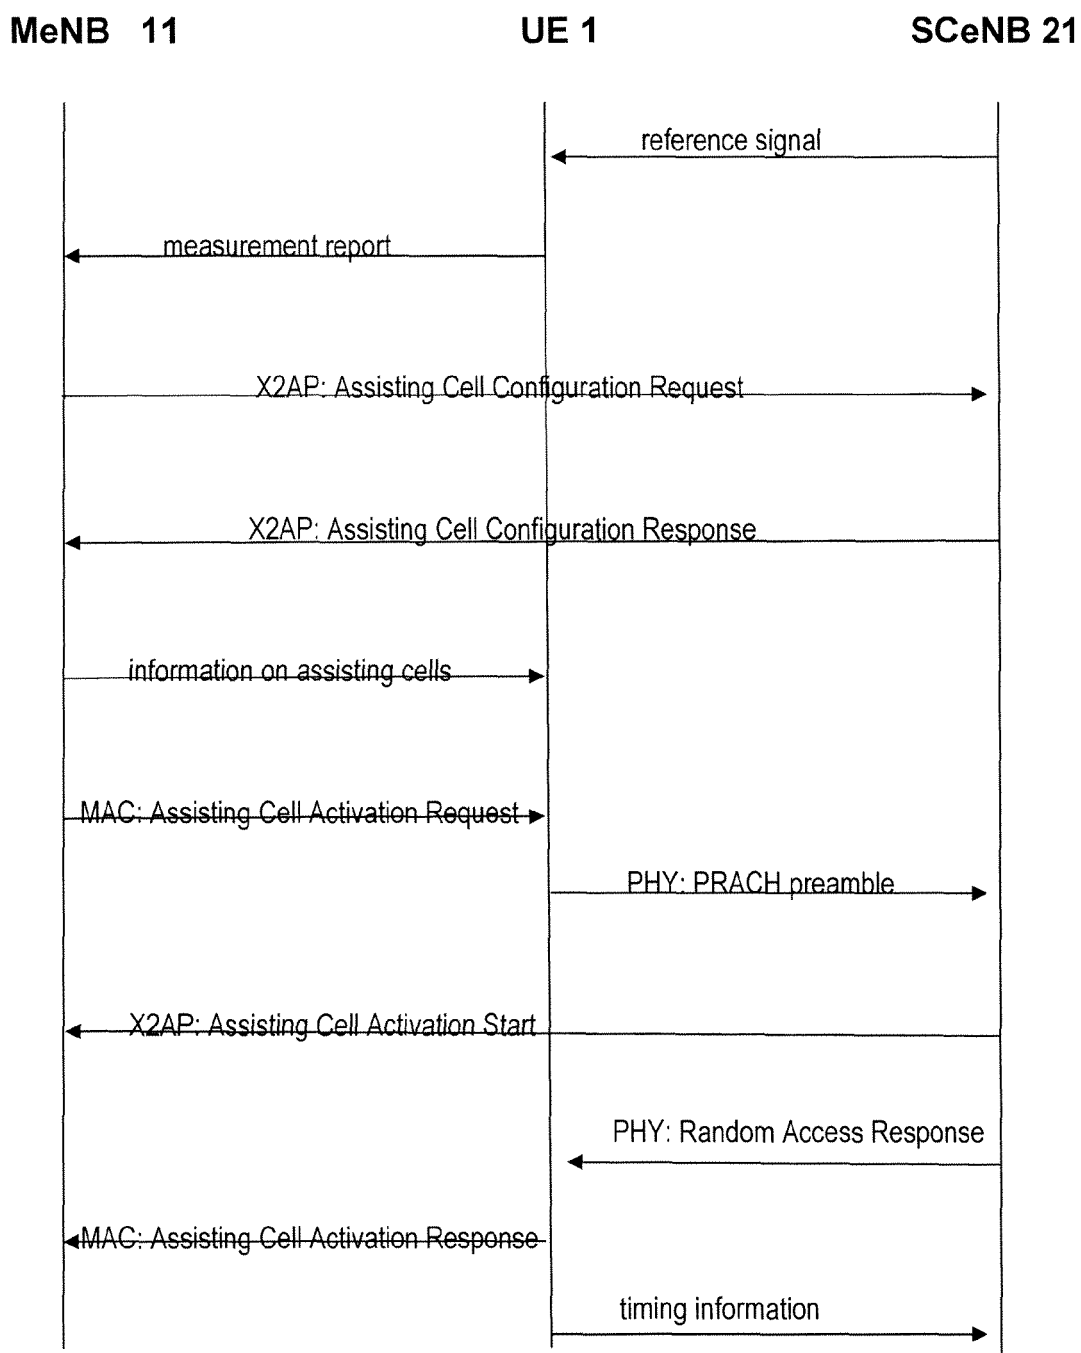 MeNB 11 UE 1 SCeNB 21
reference signal
measurement report
X2AP: Assisting Cell Configuration Request
X2AP: Assisting Cell Configuration Response
information on assisting cells
MAC: Assisting Cell Activation Request
PHY: PRACH preamble
X2AP: Assisting Cell Activation Start
PHY: Random Access Response
MAC: Assisting Cell Activation Response
timing information